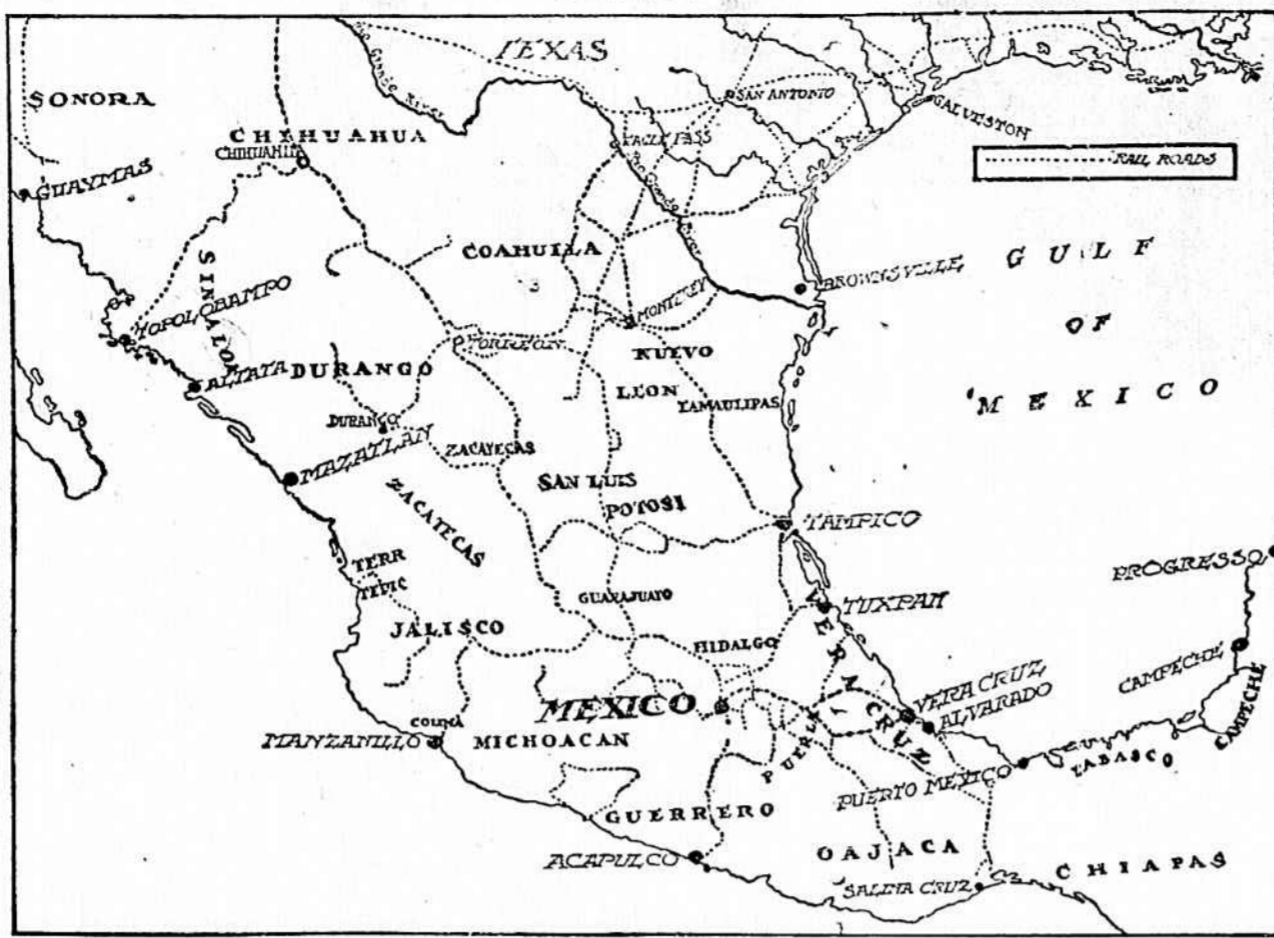 TEXAS
SONORA
SAN ANTONIO
GALVESTON
CHIHUAHUA
CHIHUAHUA
EAGLE PASS
RAIL ROADS
GUAYMAS
COAHUILA
GULF
OF
MEXICO
SINALOA
TOPOLOBAMPO
BROWNSVILLE
MONTEREY
TORREON
NUEVO
LEON
ALTATA
DURANGO
TAMAULIPAS
DURANGO
MAZATLAN
ZACATECAS
ZACATECAS
SAN LUIS
POTOSI
TAMPICO
TERR
TEPIC
PROGRESSO
GUANAJUATO
TUXPAN
JALISCO
HIDALGO
VERA CRUZ
CAMPECHE
MEXICO
VERA CRUZ
ALVARADO
CAMPECHE
COLIMA
MANZANILLO
MICHOACAN
PUEBLA
TABASCO
PUERTO MEXICO
GUERRERO
ACAPULCO
OAJACA
CHIAPAS
SALINA CRUZ